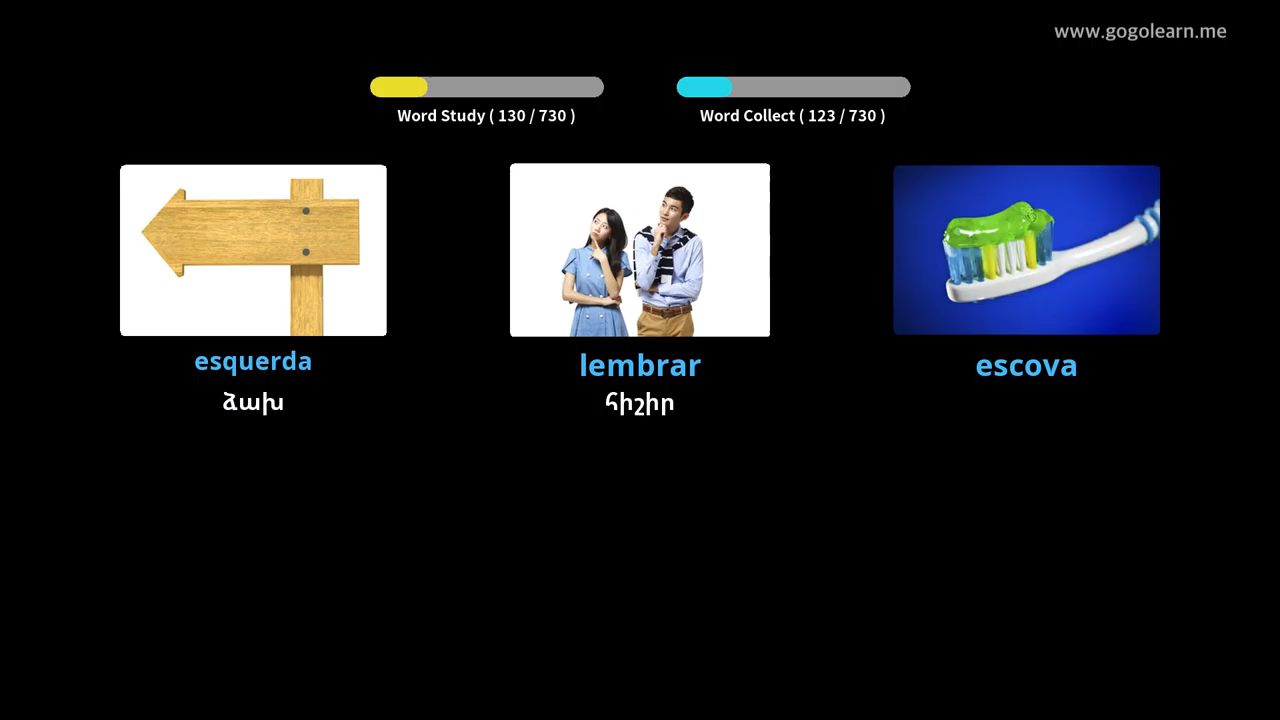 www.gogolearn.me
Word Study ( 130 / 730 )
Word Collect ( 123 / 730 )
esquerda
ձախ
lembrar
հիշիր
escova